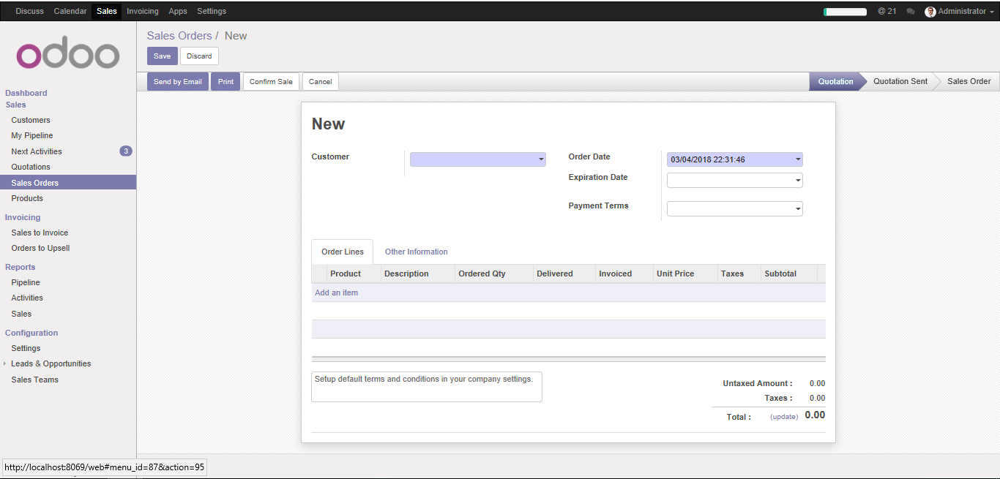 Discuss Calendar Sales Invoicing Apps Settings @ 21 Administrator
odoo
Dashboard
Sales
Customers
My Pipeline
Next Activities 3
Quotations
Sales Orders
Products
Invoicing
Sales to Invoice
Orders to Upsell
Reports
Pipeline
Activities
Sales
Configuration
Settings
Leads & Opportunities
Sales Teams
Sales Orders / New
Save Discard
Send by Email Print Confirm Sale Cancel Quotation Quotation Sent Sales Order
New
Customer Order Date 03/04/2018 22:31:46
Expiration Date
Payment Terms
Order Lines Other Information
Product Description Ordered Qty Delivered Invoiced Unit Price Taxes Subtotal
Add an item
Setup default terms and conditions in your company settings.
Untaxed Amount : 0.00
Taxes : 0.00
Total : (update) 0.00
http://localhost:8069/web#menu_id=87&action=95